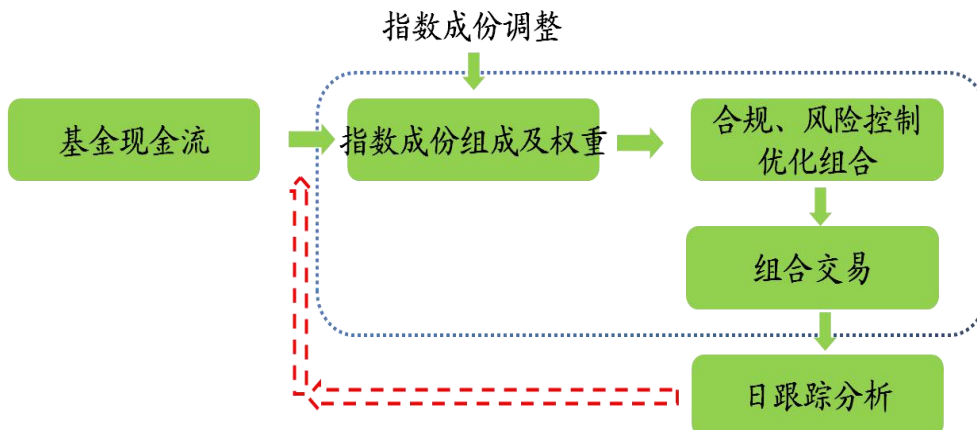 指数成份调整
基金现金流
指数成份组成及权重
合规、风险控制
优化组合
组合交易
日跟踪分析